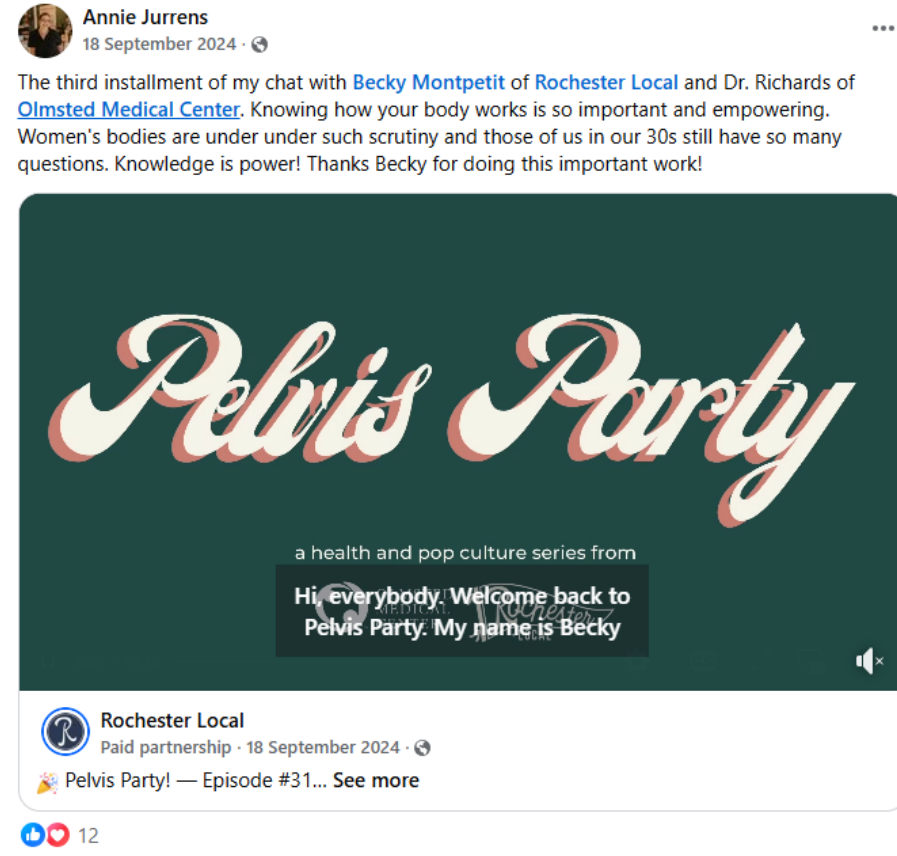 Annie Jurrens
18 September 2024 ·
The third installment of my chat with Becky Montpetit of Rochester Local and Dr. Richards of
Olmsted Medical Center. Knowing how your body works is so important and empowering.
Women's bodies are under under such scrutiny and those of us in our 30s still have so many
questions. Knowledge is power! Thanks Becky for doing this important work!
Pelvis Party
a health and pop culture series from
MEDICAL
Rochester
LOCAL
Hi, everybody. Welcome back to
Pelvis Party. My name is Becky
Rochester Local
Paid partnership · 18 September 2024 ·
🎉 Pelvis Party! — Episode #31... See more
12